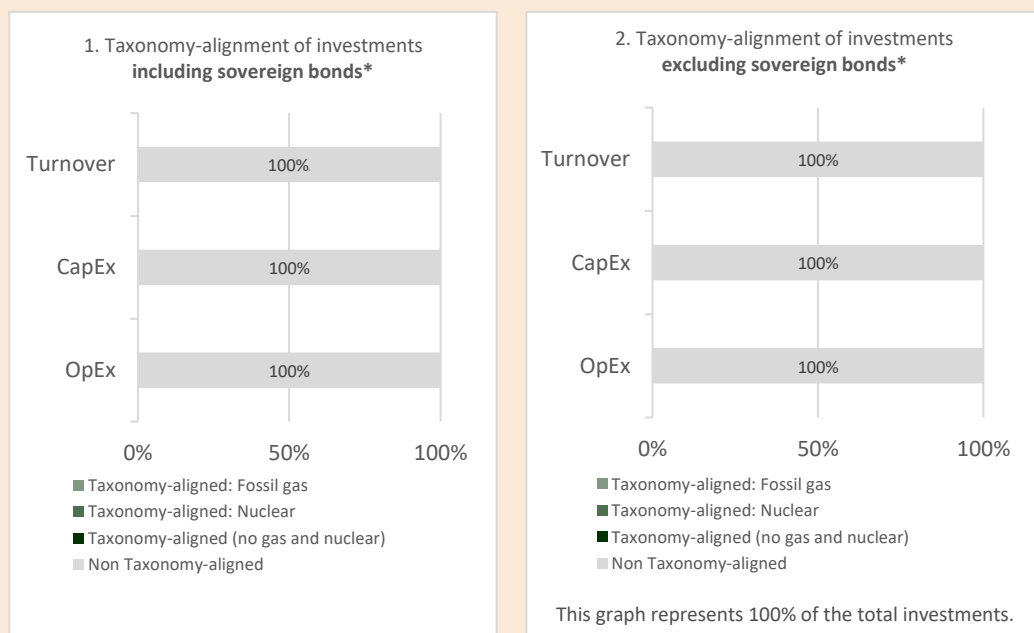 1. Taxonomy-alignment of investments
including sovereign bonds*
Turnover
100%
CapEx
100%
OpEx
100%
0%
50%
100%
Taxonomy-aligned: Fossil gas
Taxonomy-aligned: Nuclear
Taxonomy-aligned (no gas and nuclear)
Non Taxonomy-aligned
2. Taxonomy-alignment of investments
excluding sovereign bonds*
Turnover
100%
CapEx
100%
OpEx
100%
0%
50%
100%
Taxonomy-aligned: Fossil gas
Taxonomy-aligned: Nuclear
Taxonomy-aligned (no gas and nuclear)
Non Taxonomy-aligned
This graph represents 100% of the total investments.